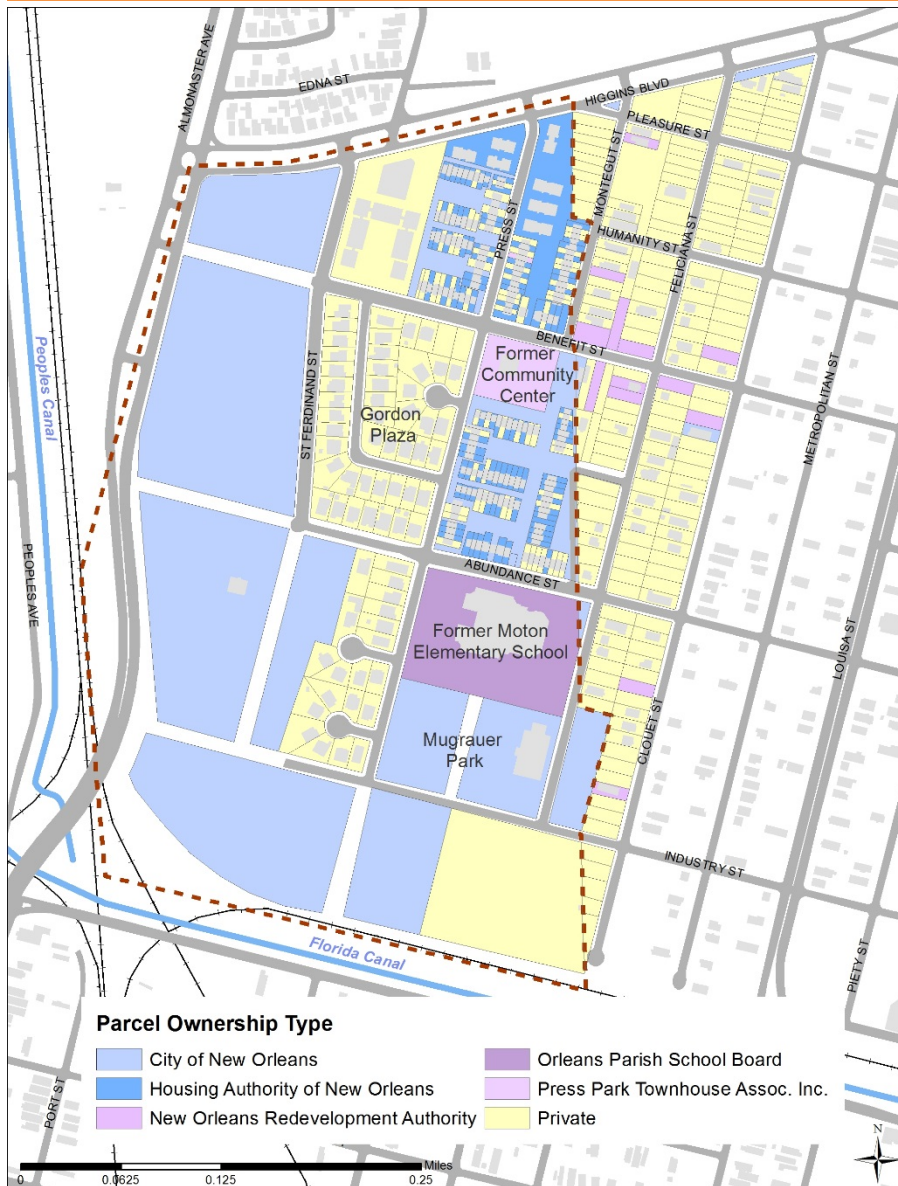 ALMONASTER AVE
EDNA ST
HIGGINS BLVD
PLEASURE ST
MONTEGUT ST
PRESS ST
HUMANITY ST
FELICIANA ST
Peoples Canal
ST FERDINAND ST
BENEFIT ST
Former
Community
Center
Gordon
Plaza
METROPOLITAN ST
PEOPLES AVE
ABUNDANCE ST
Former Moton
Elementary School
LOUISA ST
Mugrauer
Park
CLOUET ST
INDUSTRY ST
Florida Canal
PIETY ST
Parcel Ownership Type
City of New Orleans
Housing Authority of New Orleans
New Orleans Redevelopment Authority
Orleans Parish School Board
Press Park Townhouse Assoc. Inc.
Private
PORT ST
N
Miles
0 0.0625 0.125 0.25